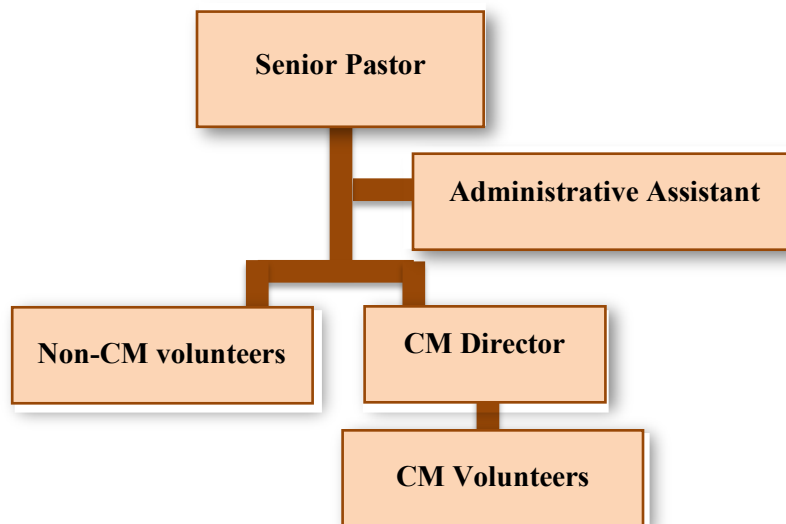 Senior Pastor
Administrative Assistant
Non-CM volunteers
CM Director
CM Volunteers